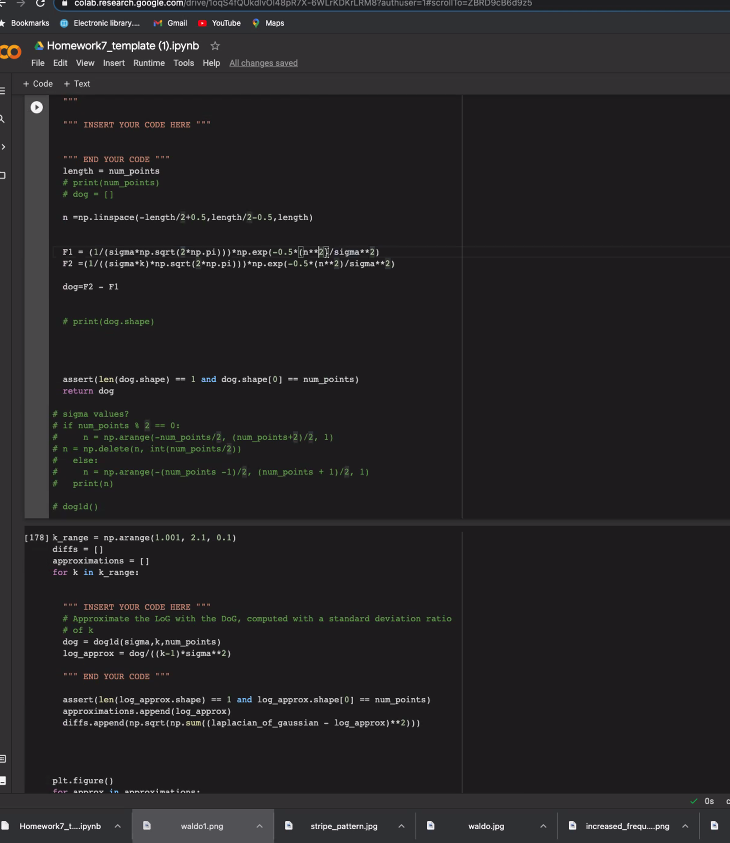 colab.research.google.com/drive/1oqS4fQUkdlvOl48pR7X-6WLrKDKrLRM8?authuser=1#scrollTo=ZBRD9cB6d9z5
Bookmarks Electronic library.... Gmail YouTube Maps
Homework7_template (1).ipynb
File Edit View Insert Runtime Tools Help All changes saved
+ Code + Text
"""
""" INSERT YOUR CODE HERE """
""" END YOUR CODE """
length = num_points
# print(num_points)
# dog = []
n =np.linspace(-length/2+0.5,length/2-0.5,length)
F1 = (1/(sigma*np.sqrt(2*np.pi)))*np.exp(-0.5*(n**2)/sigma**2)
F2 =(1/((sigma*k)*np.sqrt(2*np.pi)))*np.exp(-0.5*(n**2)/sigma**2)
dog=F2 - F1
# print(dog.shape)
assert(len(dog.shape) == 1 and dog.shape[0] == num_points)
return dog
# sigma values?
# if num_points % 2 == 0:
#     n = np.arange(-num_points/2, (num_points+2)/2, 1)
# n = np.delete(n, int(num_points/2))
#   else:
#     n = np.arange(-(num_points -1)/2, (num_points + 1)/2, 1)
#   print(n)
# dog1d()
[178] k_range = np.arange(1.001, 2.1, 0.1)
diffs = []
approximations = []
for k in k_range:
""" INSERT YOUR CODE HERE """
# Approximate the LoG with the DoG, computed with a standard deviation ratio
# of k
dog = dog1d(sigma,k,num_points)
log_approx = dog/((k-1)*sigma**2)
""" END YOUR CODE """
assert(len(log_approx.shape) == 1 and log_approx.shape[0] == num_points)
approximations.append(log_approx)
diffs.append(np.sqrt(np.sum((laplacian_of_gaussian - log_approx)**2)))
plt.figure()
for approx in approximations:
0s
Homework7_t....ipynb waldo1.png stripe_pattern.jpg waldo.jpg increased_frequ....png